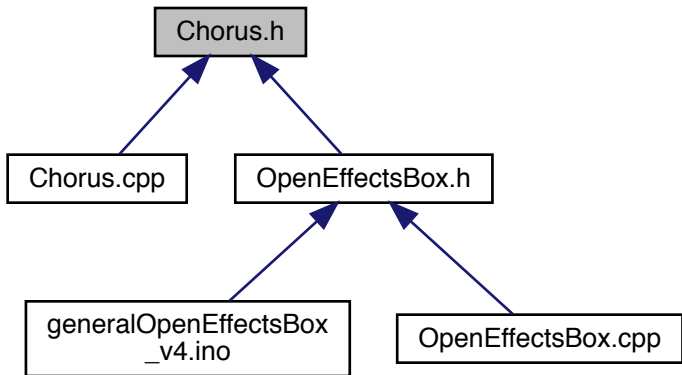 Chorus.h
Chorus.cpp
OpenEffectsBox.h
generalOpenEffectsBox
_v4.ino
OpenEffectsBox.cpp